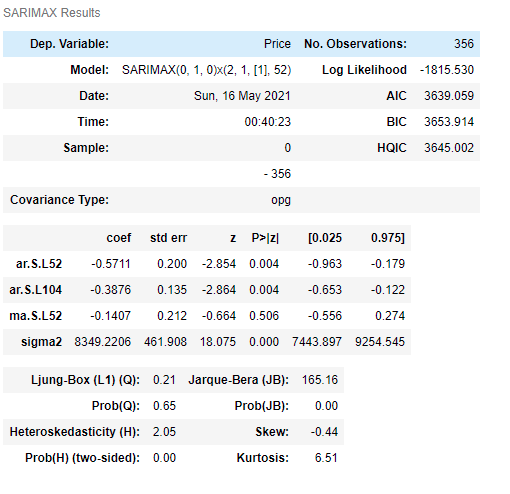 SARIMAX Results
Dep. Variable: Price No. Observations: 356
Model: SARIMAX(0, 1, 0)x(2, 1, [1], 52) Log Likelihood -1815.530
Date: Sun, 16 May 2021 AIC 3639.059
Time: 00:40:23 BIC 3653.914
Sample: 0 HQIC 3645.002
- 356
Covariance Type: opg
coef std err z P>|z| [0.025 0.975]
ar.S.L52 -0.5711 0.200 -2.854 0.004 -0.963 -0.179
ar.S.L104 -0.3876 0.135 -2.864 0.004 -0.653 -0.122
ma.S.L52 -0.1407 0.212 -0.664 0.506 -0.556 0.274
sigma2 8349.2206 461.908 18.075 0.000 7443.897 9254.545
Ljung-Box (L1) (Q): 0.21 Jarque-Bera (JB): 165.16
Prob(Q): 0.65 Prob(JB): 0.00
Heteroskedasticity (H): 2.05 Skew: -0.44
Prob(H) (two-sided): 0.00 Kurtosis: 6.51